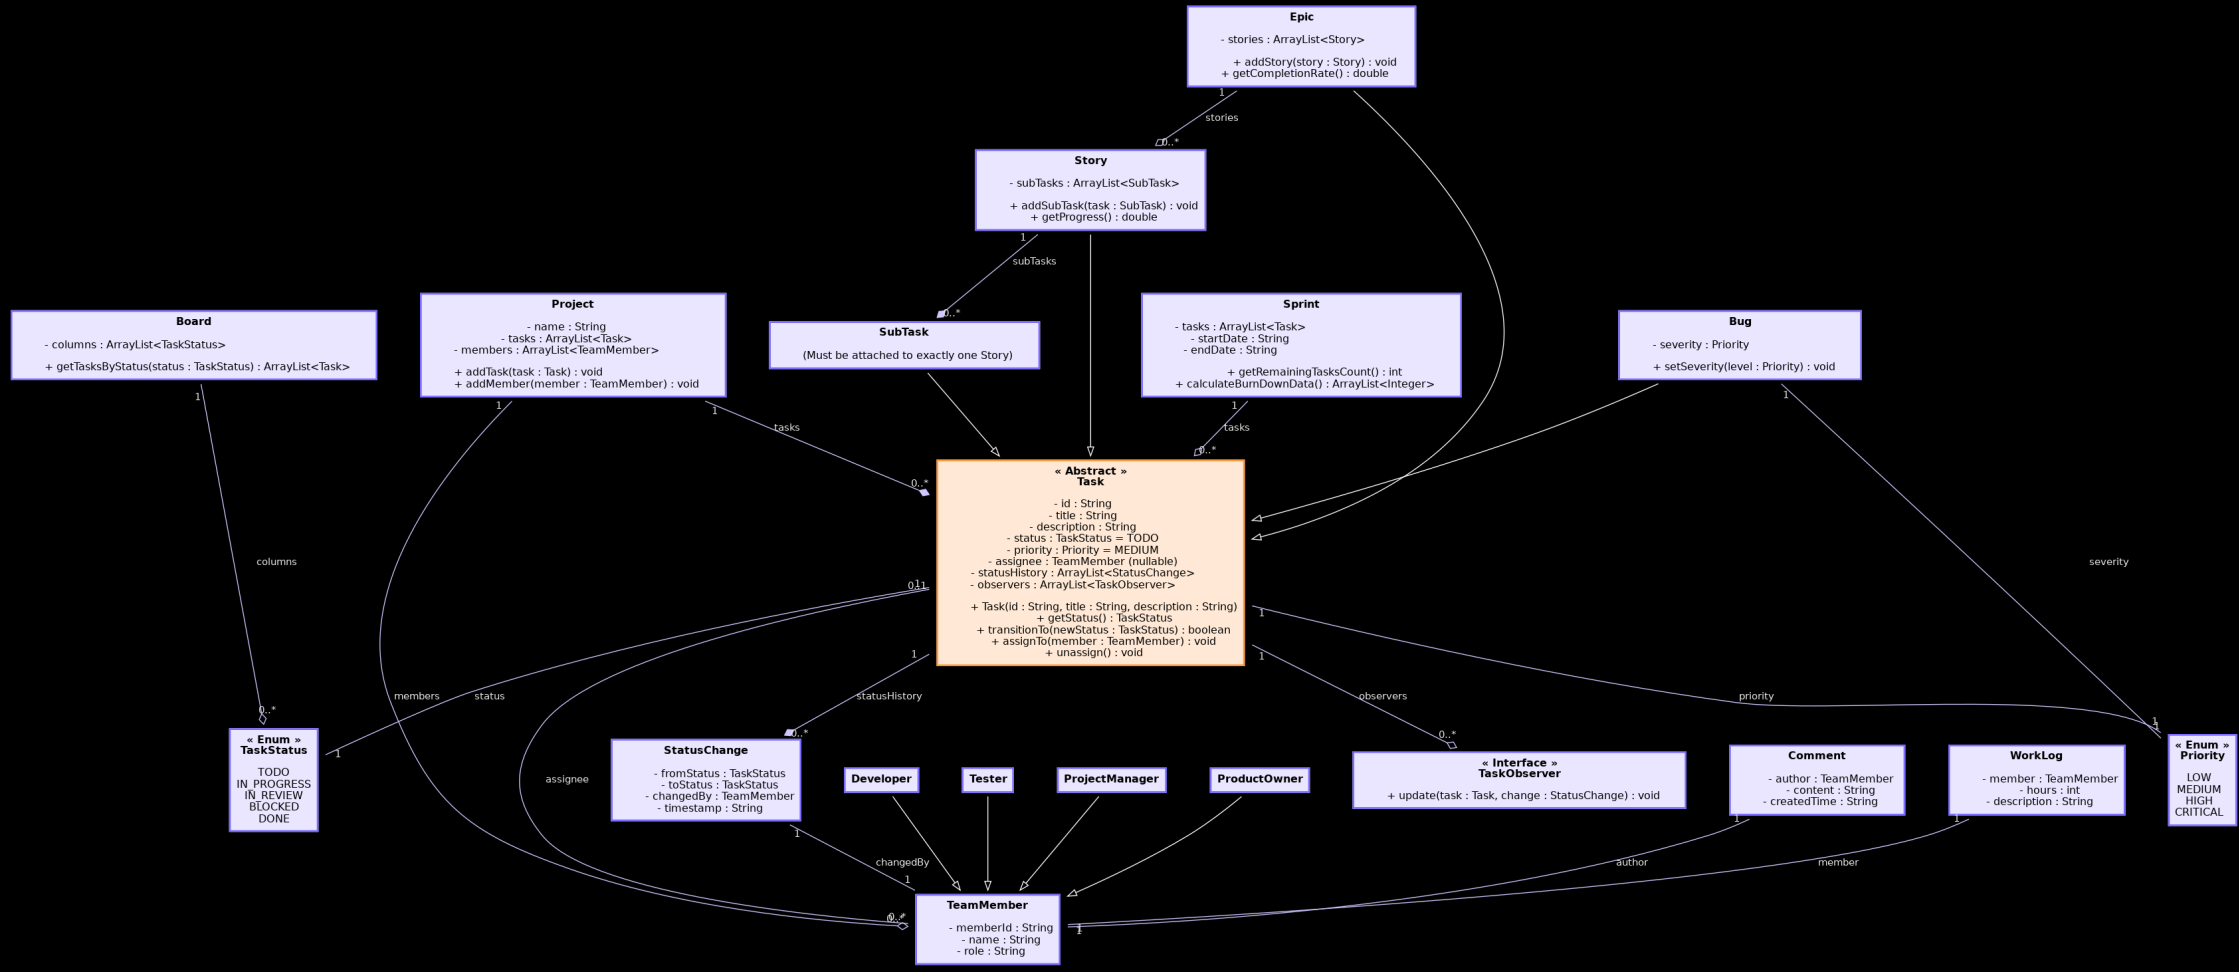 Epic
- stories : ArrayList<Story>
+ addStory(story : Story) : void
+ getCompletionRate() : double
1
stories
0..*
Story
- subTasks : ArrayList<SubTask>
+ addSubTask(task : SubTask) : void
+ getProgress() : double
1
subTasks
0..*
Board
- columns : ArrayList<TaskStatus>
+ getTasksByStatus(status : TaskStatus) : ArrayList<Task>
1
columns
0..*
Project
- name : String
- tasks : ArrayList<Task>
- members : ArrayList<TeamMember>
+ addTask(task : Task) : void
+ addMember(member : TeamMember) : void
1
1
tasks
0..*
members
SubTask
(Must be attached to exactly one Story)
Sprint
- tasks : ArrayList<Task>
- startDate : String
- endDate : String
+ getRemainingTasksCount() : int
+ calculateBurnDownData() : ArrayList<Integer>
1
tasks
0..*
Bug
- severity : Priority
+ setSeverity(level : Priority) : void
1
severity
« Abstract »
Task
- id : String
- title : String
- description : String
- status : TaskStatus = TODO
- priority : Priority = MEDIUM
- assignee : TeamMember (nullable)
- statusHistory : ArrayList<StatusChange>
- observers : ArrayList<TaskObserver>
+ Task(id : String, title : String, description : String)
+ getStatus() : TaskStatus
+ transitionTo(newStatus : TaskStatus) : boolean
+ assignTo(member : TeamMember) : void
+ unassign() : void
1
status
1
assignee
1
statusHistory
0..*
1
observers
0..*
1
priority
1
1
« Enum »
TaskStatus
TODO
IN_PROGRESS
IN_REVIEW
BLOCKED
DONE
StatusChange
- fromStatus : TaskStatus
- toStatus : TaskStatus
- changedBy : TeamMember
- timestamp : String
1
changedBy
1
Developer
Tester
ProjectManager
ProductOwner
« Interface »
TaskObserver
+ update(task : Task, change : StatusChange) : void
Comment
- author : TeamMember
- content : String
- createdTime : String
1
author
WorkLog
- member : TeamMember
- hours : int
- description : String
1
member
« Enum »
Priority
LOW
MEDIUM
HIGH
CRITICAL
0..*
1
TeamMember
- memberId : String
- name : String
- role : String